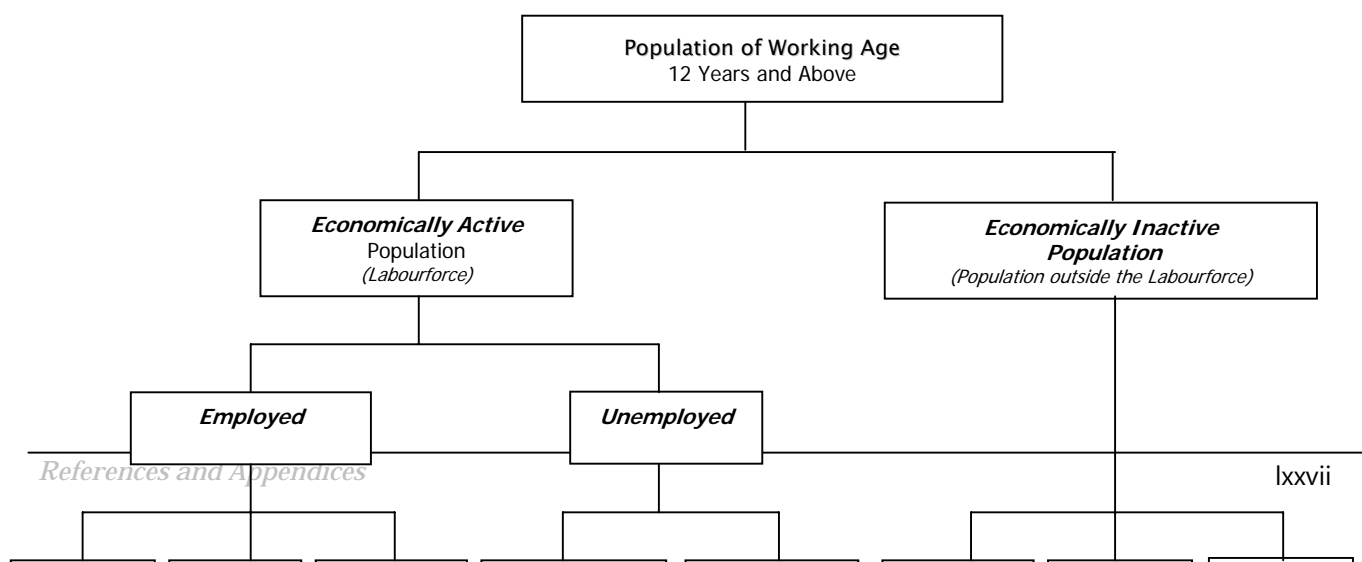 Population of Working Age
12 Years and Above
Economically Active
Population
(Labourforce)
Economically Inactive
Population
(Population outside the Labourforce)
Employed
Unemployed
References and Appendices
lxxvii